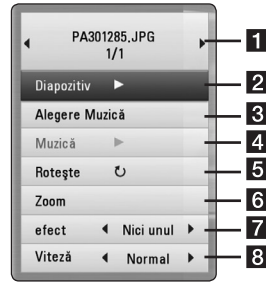 PA301285.JPG
1/1
1
Diapozitiv
2
Alegere Muzică
3
Muzică
4
Roteşte
5
Zoom
6
efect Nici unul
7
Viteză Normal
8